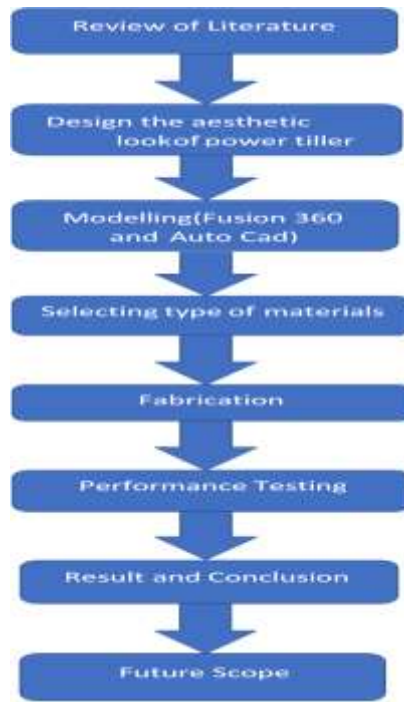 Review of Literature
Design the aesthetic
lookof power tiller
Modelling(Fusion 360
and Auto Cad)
Selecting type of materials
Fabrication
Performance Testing
Result and Conclusion
Future Scope